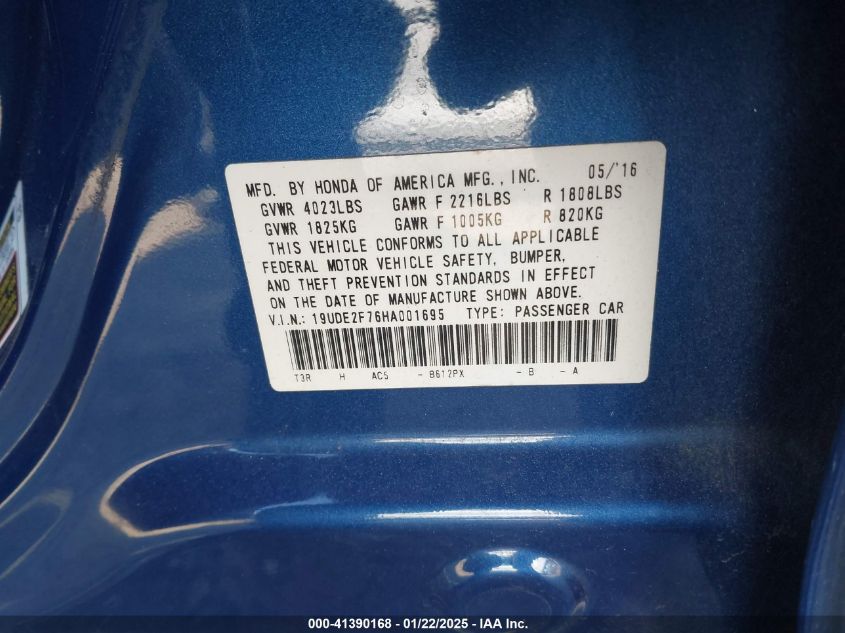 MFD. BY HONDA OF AMERICA MFG., INC. 05/'16
GVWR 4023LBS GAWR F 2216LBS R 1808LBS
GVWR 1825KG GAWR F 1005KG R 820KG
THIS VEHICLE CONFORMS TO ALL APPLICABLE
FEDERAL MOTOR VEHICLE SAFETY, BUMPER,
AND THEFT PREVENTION STANDARDS IN EFFECT
ON THE DATE OF MANUFACTURE SHOWN ABOVE.
V.I.N.: 19UDE2F76HA001695 TYPE: PASSENGER CAR
T3R H AC5 - B612PX - B - A
000-41390168 - 01/22/2025 - IAA Inc.